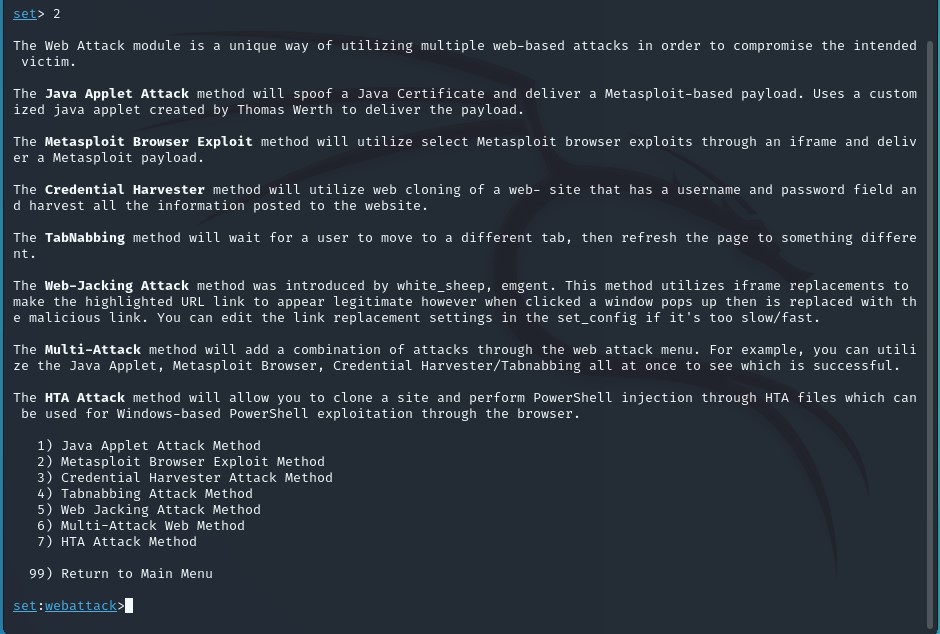 set> 2
The Web Attack module is a unique way of utilizing multiple web-based attacks in order to compromise the intended
victim.
The Java Applet Attack method will spoof a Java Certificate and deliver a Metasploit-based payload. Uses a custom
ized java applet created by Thomas Werth to deliver the payload.
The Metasploit Browser Exploit method will utilize select Metasploit browser exploits through an iframe and deliv
er a Metasploit payload.
The Credential Harvester method will utilize web cloning of a web- site that has a username and password field an
d harvest all the information posted to the website.
The TabNabbing method will wait for a user to move to a different tab, then refresh the page to something differe
nt.
The Web-Jacking Attack method was introduced by white_sheep, emgent. This method utilizes iframe replacements to
make the highlighted URL link to appear legitimate however when clicked a window pops up then is replaced with th
e malicious link. You can edit the link replacement settings in the set_config if it's too slow/fast.
The Multi-Attack method will add a combination of attacks through the web attack menu. For example, you can utili
ze the Java Applet, Metasploit Browser, Credential Harvester/Tabnabbing all at once to see which is successful.
The HTA Attack method will allow you to clone a site and perform PowerShell injection through HTA files which can
be used for Windows-based PowerShell exploitation through the browser.
1) Java Applet Attack Method
2) Metasploit Browser Exploit Method
3) Credential Harvester Attack Method
4) Tabnabbing Attack Method
5) Web Jacking Attack Method
6) Multi-Attack Web Method
7) HTA Attack Method
99) Return to Main Menu
set:webattack>